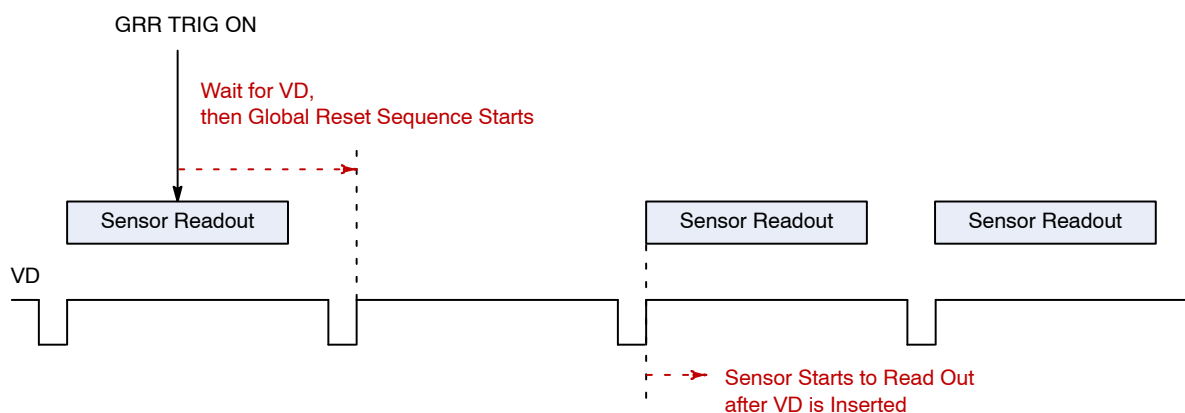 GRR TRIG ON
Wait for VD,
then Global Reset Sequence Starts
Sensor Readout
Sensor Readout
Sensor Readout
VD
Sensor Starts to Read Out
after VD is Inserted